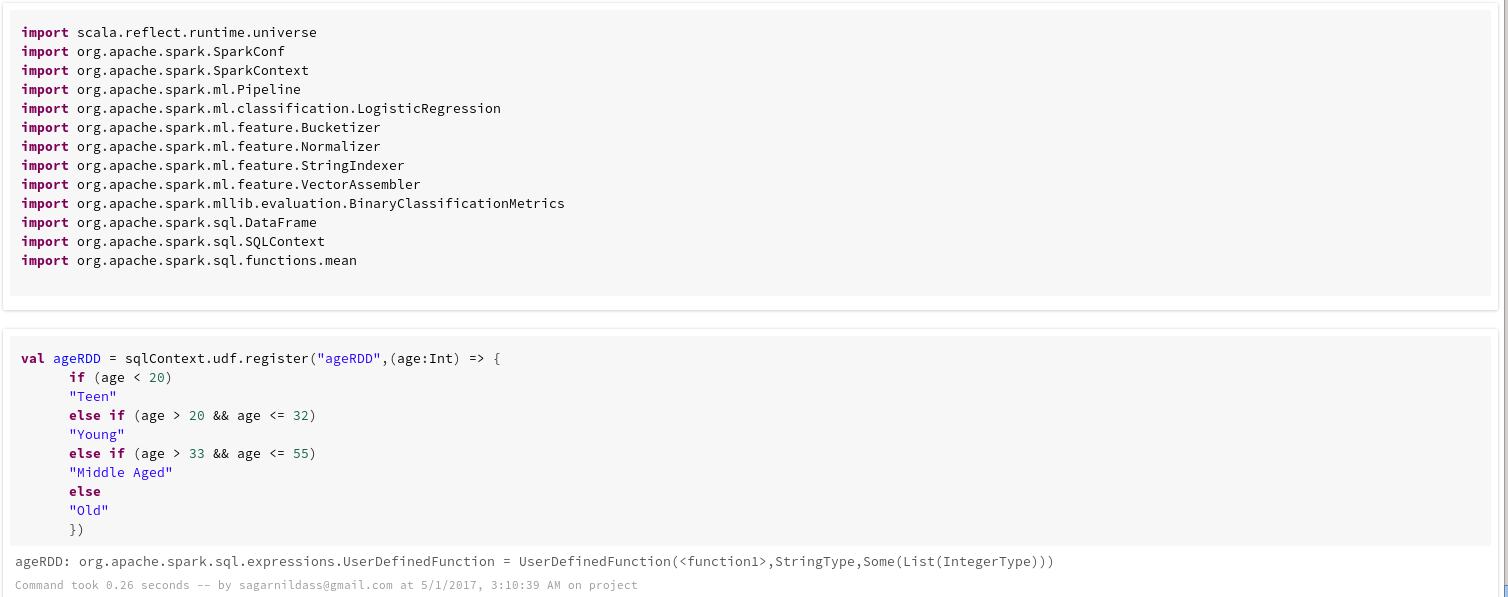 import scala.reflect.runtime.universe
import org.apache.spark.SparkConf
import org.apache.spark.SparkContext
import org.apache.spark.ml.Pipeline
import org.apache.spark.ml.classification.LogisticRegression
import org.apache.spark.ml.feature.Bucketizer
import org.apache.spark.ml.feature.Normalizer
import org.apache.spark.ml.feature.StringIndexer
import org.apache.spark.ml.feature.VectorAssembler
import org.apache.spark.mllib.evaluation.BinaryClassificationMetrics
import org.apache.spark.sql.DataFrame
import org.apache.spark.sql.SQLContext
import org.apache.spark.sql.functions.mean
val ageRDD = sqlContext.udf.register("ageRDD",(age:Int) => {
      if (age < 20)
      "Teen"
      else if (age > 20 && age <= 32)
      "Young"
      else if (age > 33 && age <= 55)
      "Middle Aged"
      else
      "Old"
      })
ageRDD: org.apache.spark.sql.expressions.UserDefinedFunction = UserDefinedFunction(<function1>,StringType,Some(List(IntegerType)))
Command took 0.26 seconds -- by sagarnildass@gmail.com at 5/1/2017, 3:10:39 AM on project